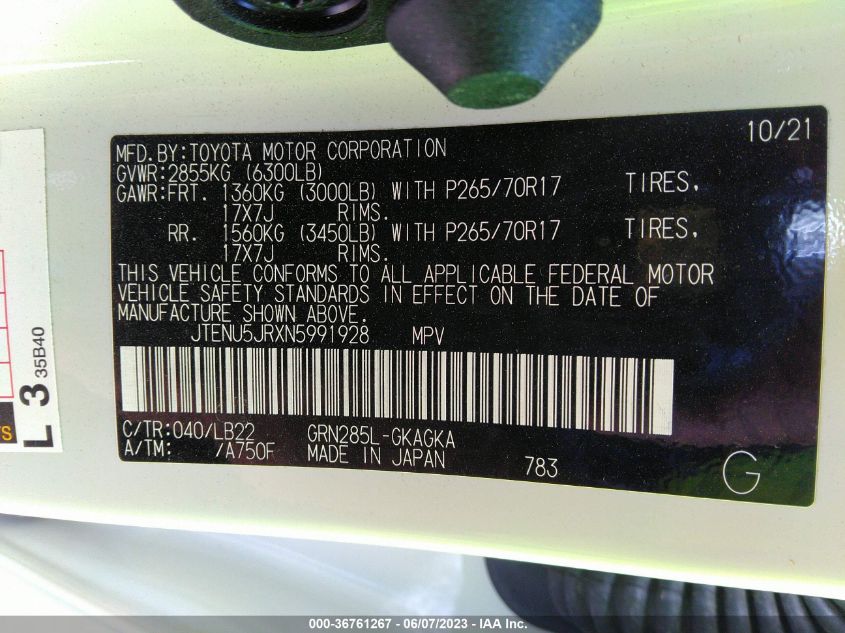 10/21
MFD.BY:TOYOTA MOTOR CORPORATION
GVWR:2855KG (6300LB)
GAWR:FRT. 1360KG (3000LB) WITH P265/70R17 TIRES,
17X7J RIMS.
RR. 1560KG (3450LB) WITH P265/70R17 TIRES,
17X7J RIMS.
THIS VEHICLE CONFORMS TO ALL APPLICABLE FEDERAL MOTOR
VEHICLE SAFETY STANDARDS IN EFFECT ON THE DATE OF
MANUFACTURE SHOWN ABOVE.
JTENU5JRXN5991928 MPV
C/TR:040/LB22 GRN285L-GKAGKA
A/TM: /A750F MADE IN JAPAN 783
G
L 3 35B40
000-36761267 - 06/07/2023 - IAA Inc.